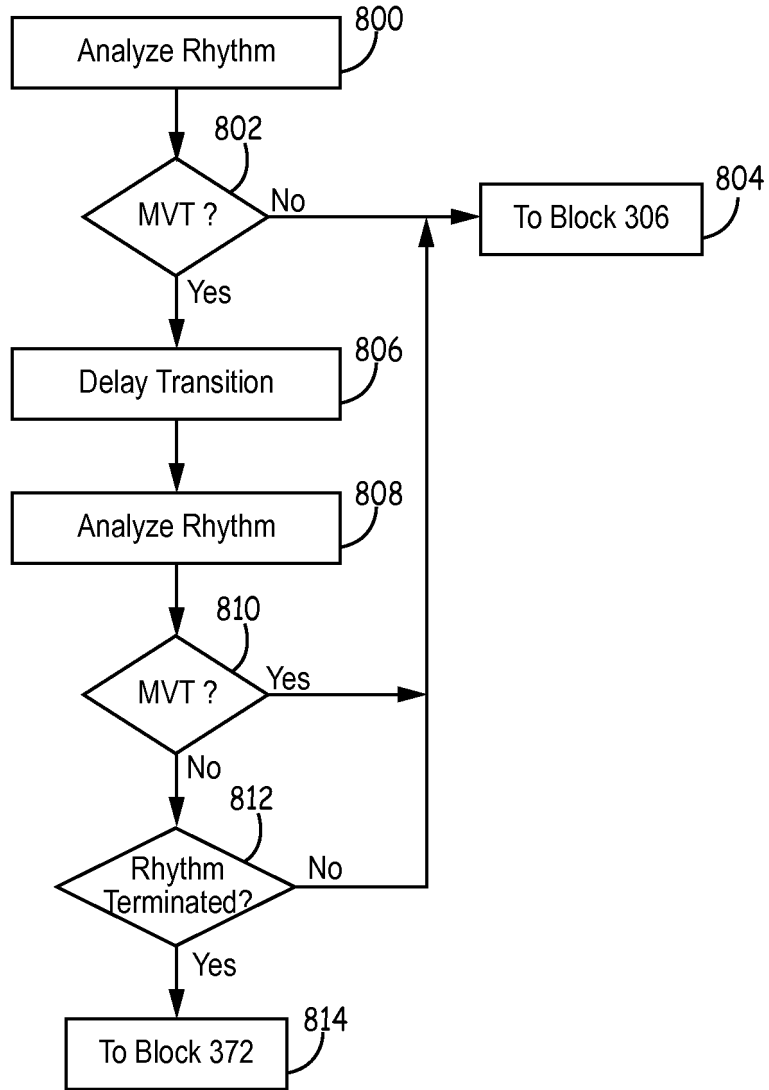 800
Analyze Rhythm
802
MVT ?
No
804
To Block 306
Yes
806
Delay Transition
808
Analyze Rhythm
810
MVT ?
Yes
No
812
Rhythm
Terminated?
No
Yes
814
To Block 372